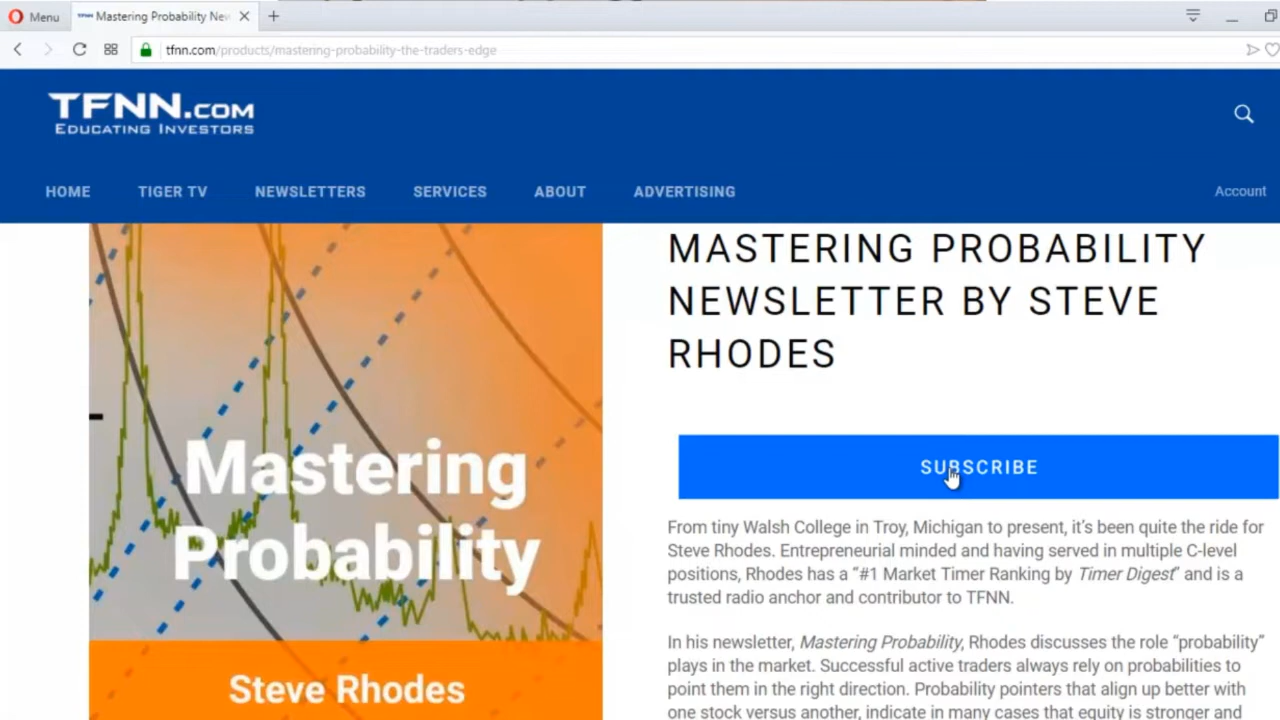 Menu
TFNN Mastering Probability New
tfnn.com/products/mastering-probability-the-traders-edge
TFNN.COM
EDUCATING INVESTORS
HOME TIGER TV NEWSLETTERS SERVICES ABOUT ADVERTISING Account
Mastering
Probability
Steve Rhodes
MASTERING PROBABILITY
NEWSLETTER BY STEVE
RHODES
SUBSCRIBE
From tiny Walsh College in Troy, Michigan to present, it’s been quite the ride for
Steve Rhodes. Entrepreneurial minded and having served in multiple C-level
positions, Rhodes has a “#1 Market Timer Ranking by Timer Digest” and is a
trusted radio anchor and contributor to TFNN.
In his newsletter, Mastering Probability, Rhodes discusses the role “probability”
plays in the market. Successful active traders always rely on probabilities to
point them in the right direction. Probability pointers that align up better with
one stock versus another, indicate in many cases that equity is stronger and